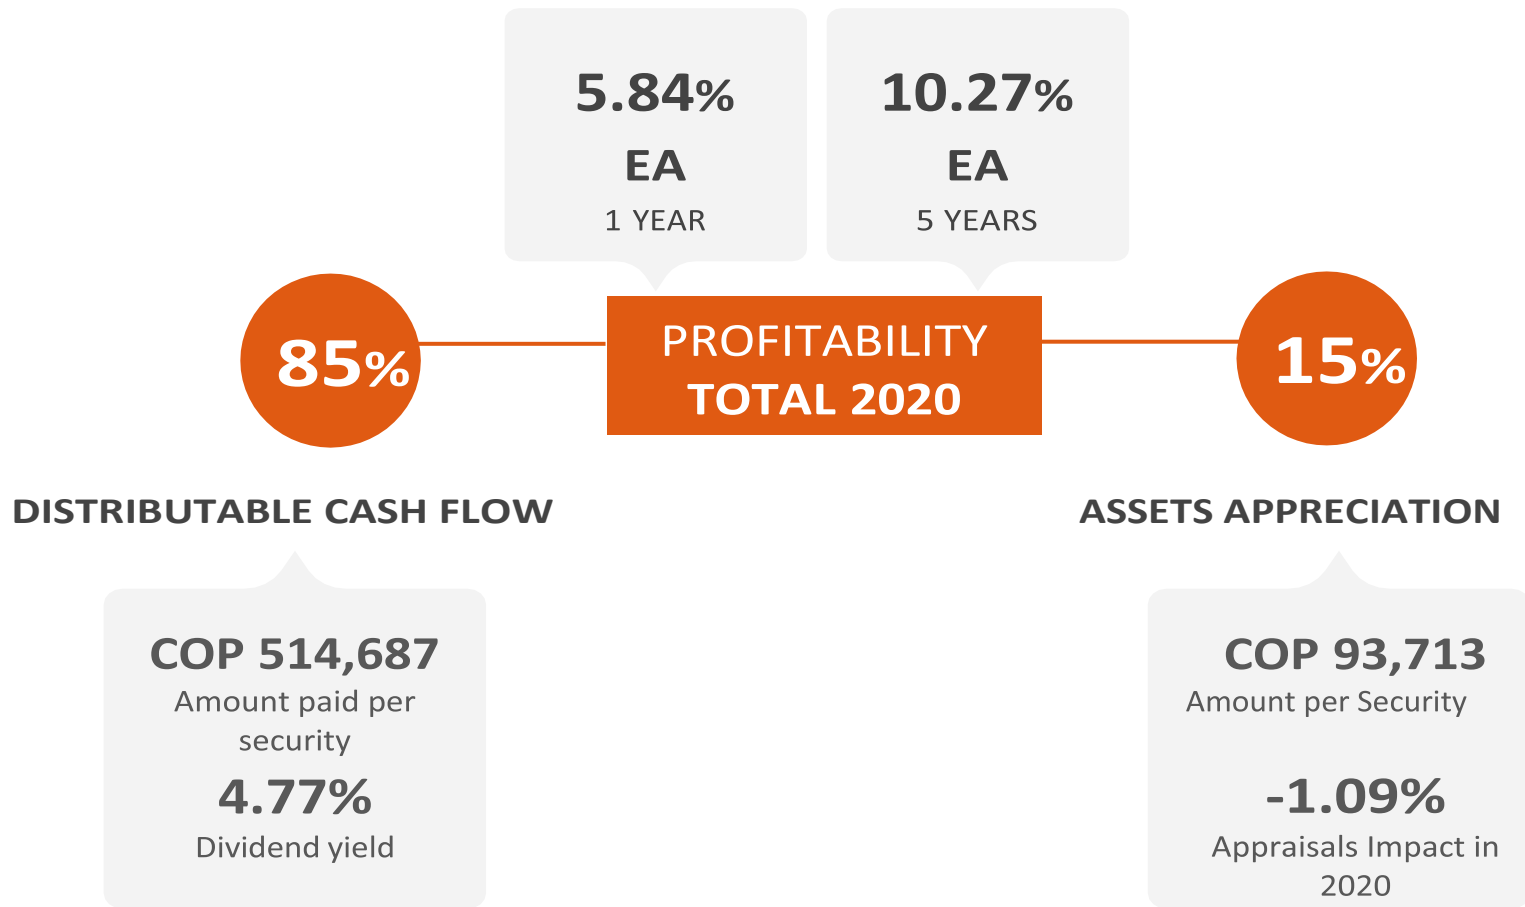 5.84%
EA
1 YEAR
10.27%
EA
5 YEARS
85%
PROFITABILITY
TOTAL 2020
15%
DISTRIBUTABLE CASH FLOW
COP 514,687
Amount paid per
security
4.77%
Dividend yield
ASSETS APPRECIATION
COP 93,713
Amount per Security
-1.09%
Appraisals Impact in
2020